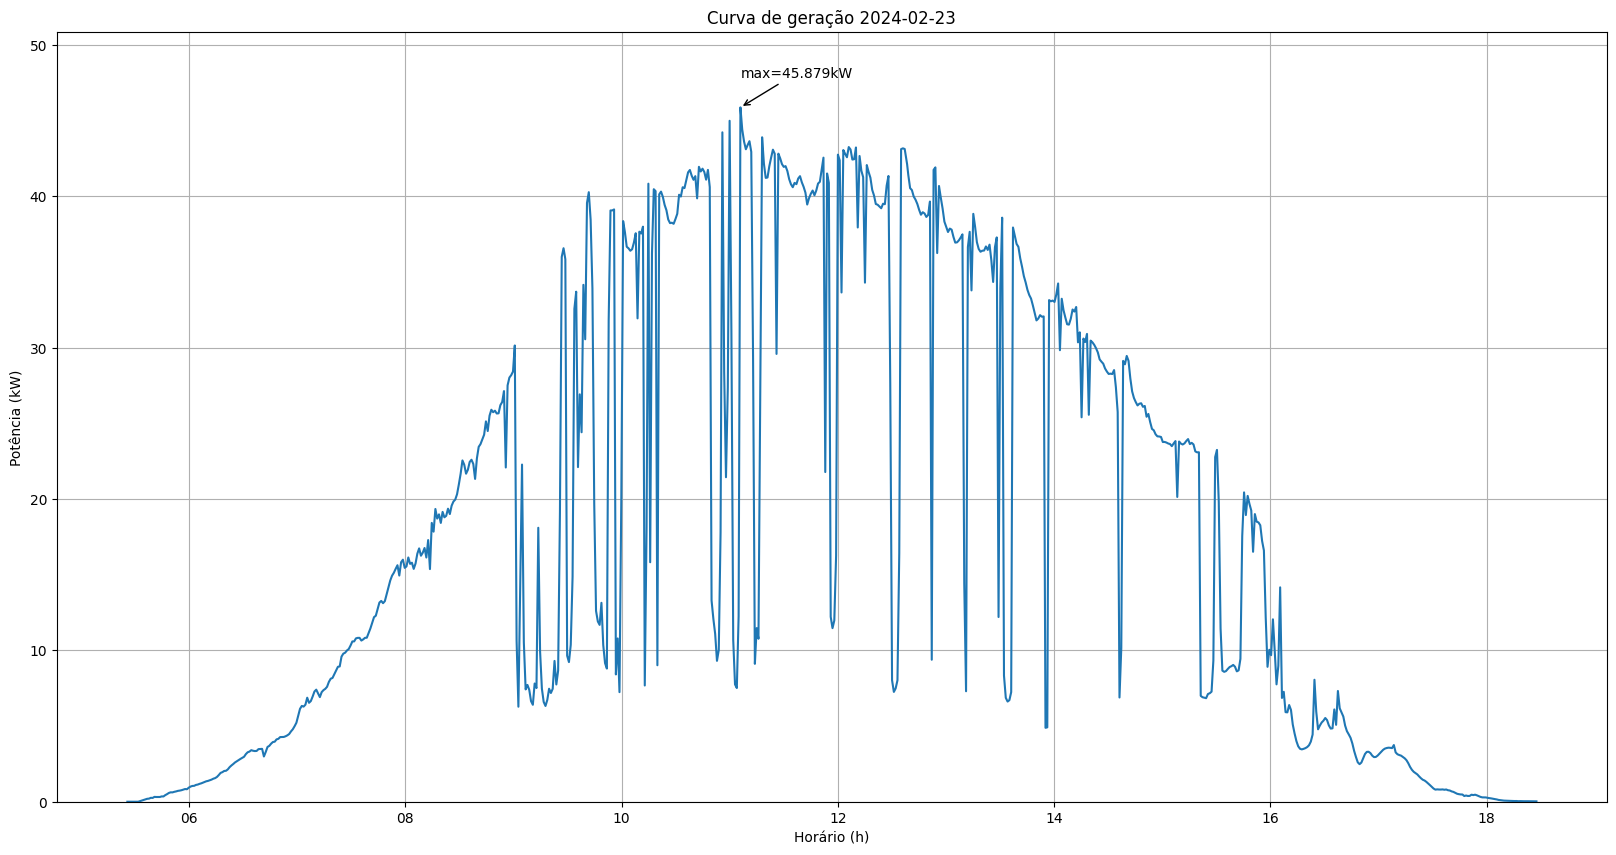 Curva de geração 2024-02-23
50
max=45.879kW
40
30
Potência (kW)
20
10
0
06 08 10 12 14 16 18
Horário (h)